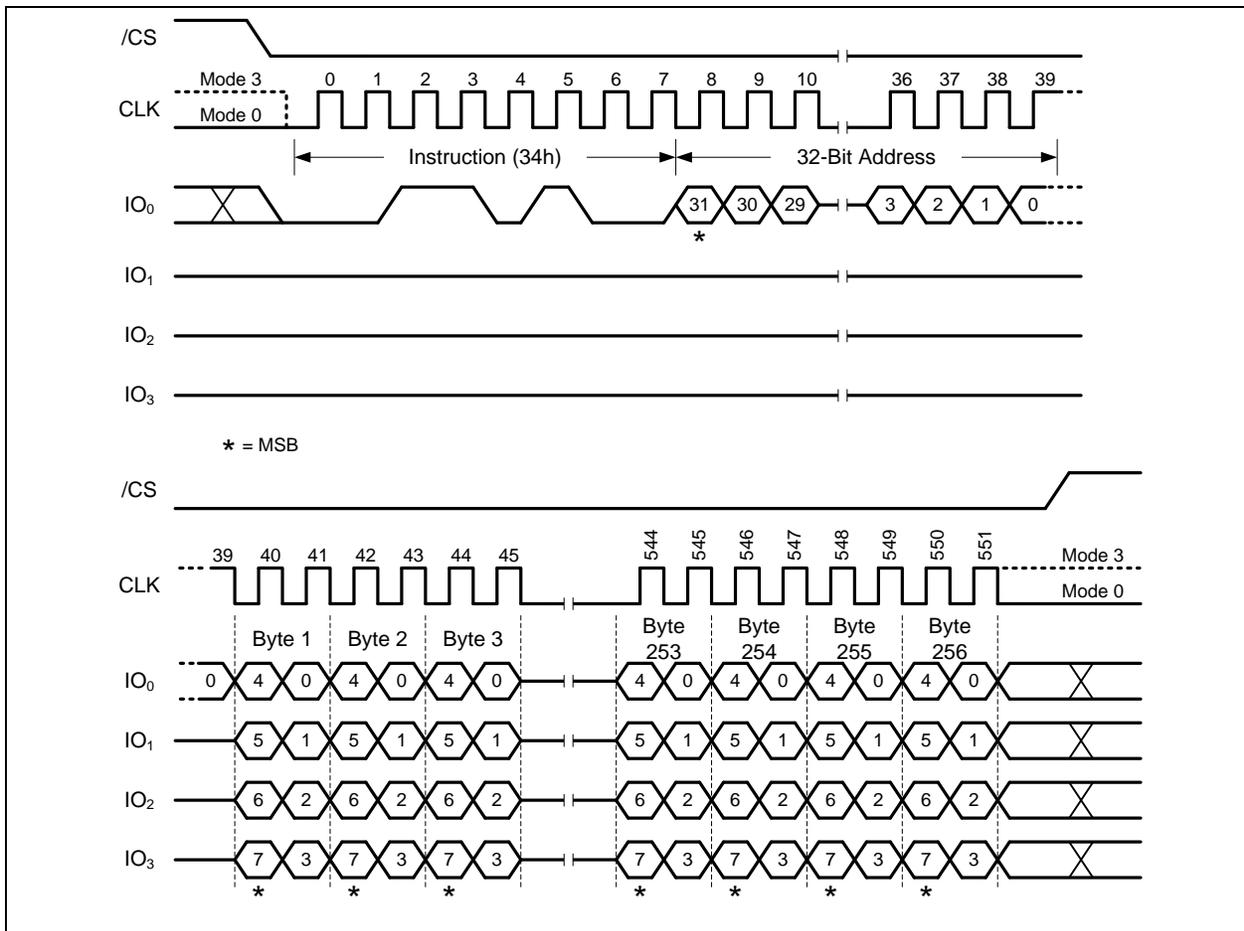 /CS
Mode 3 0 1 2 3 4 5 6 7 8 9 10 36 37 38 39
CLK
Mode 0
Instruction (34h) 32-Bit Address
IO0 31 30 29 3 2 1 0
*
IO1
IO2
IO3
* = MSB
/CS
39 40 41 42 43 44 45 544 545 546 547 548 549 550 551 Mode 3
CLK
Mode 0
Byte 1 Byte 2 Byte 3 Byte 253 Byte 254 Byte 255 Byte 256
IO0 0 4 0 4 0 4 0 4 0 4 0 4 0 4 0
IO1 5 1 5 1 5 1 5 1 5 1 5 1 5 1
IO2 6 2 6 2 6 2 6 2 6 2 6 2 6 2
IO3 7 3 7 3 7 3 7 3 7 3 7 3 7 3
* * * * * * *